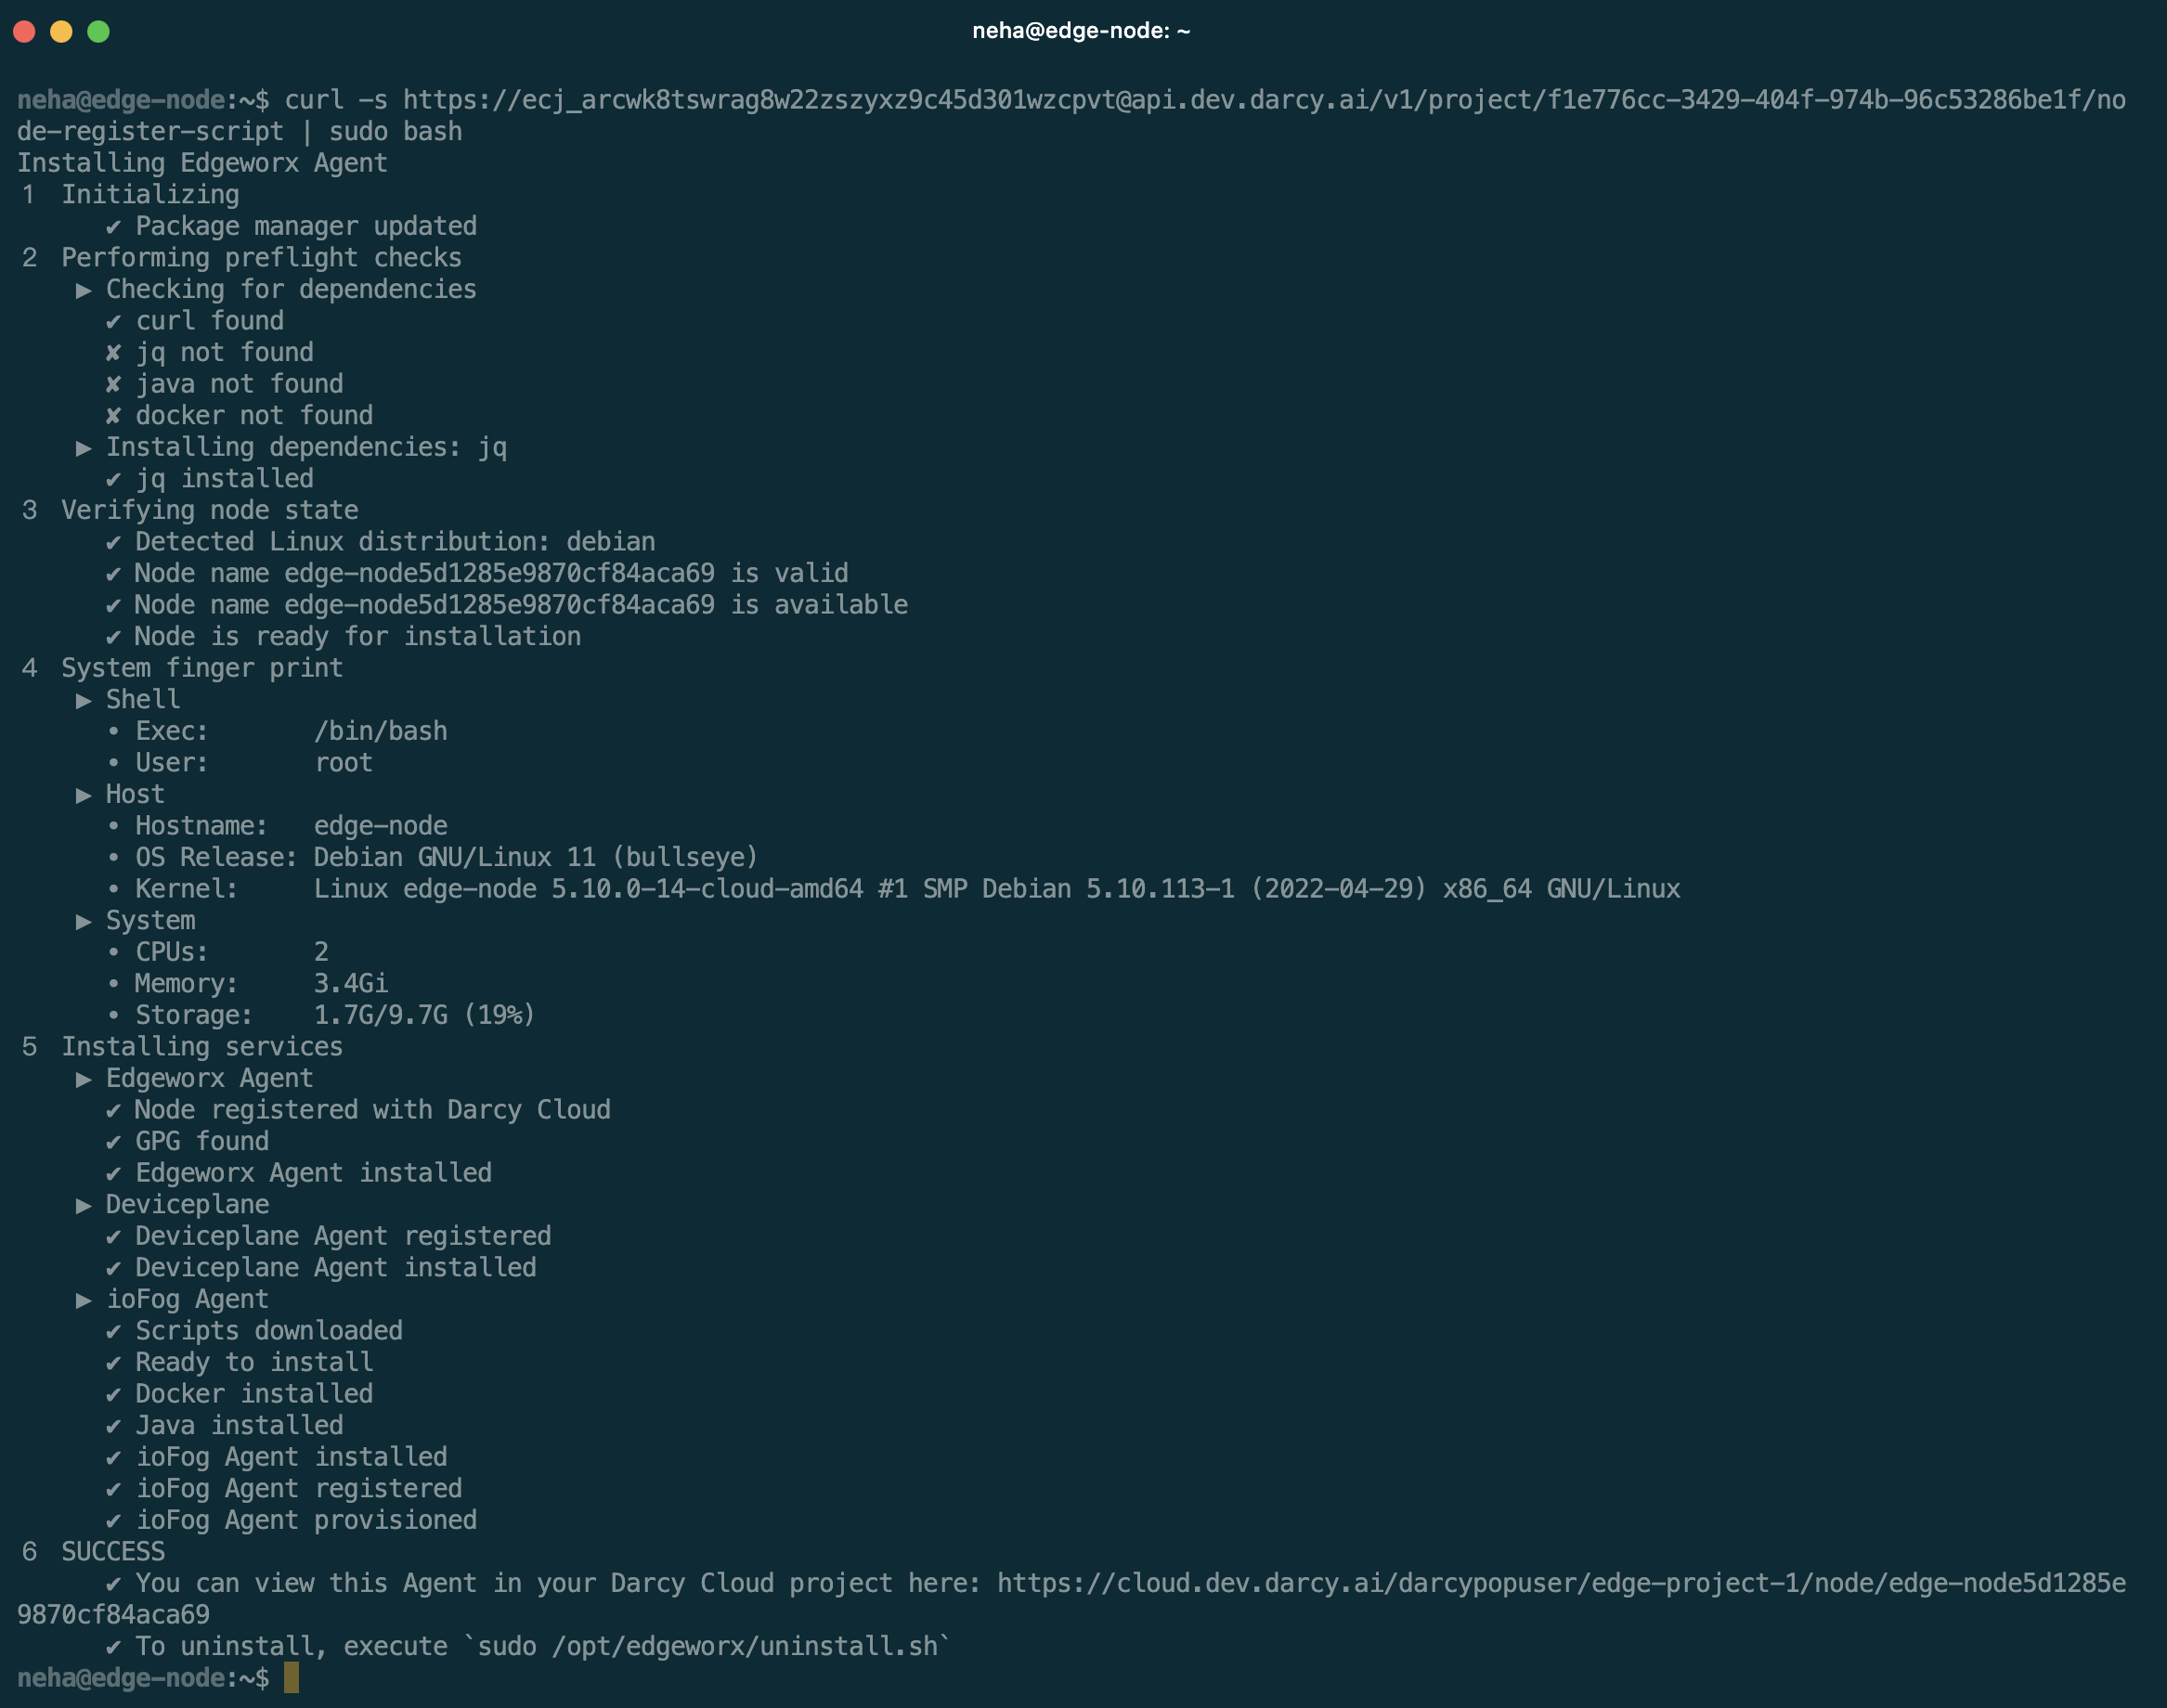 neha@edge-node: ~
neha@edge-node:~$ curl -s https://ecj_arcwk8tswrag8w22zszyxz9c45d301wzcpvt@api.dev.darcy.ai/v1/project/f1e776cc-3429-404f-974b-96c53286be1f/no
de-register-script | sudo bash
Installing Edgeworx Agent
1 Initializing
✔ Package manager updated
2 Performing preflight checks
▶ Checking for dependencies
✔ curl found
✘ jq not found
✘ java not found
✘ docker not found
▶ Installing dependencies: jq
✔ jq installed
3 Verifying node state
✔ Detected Linux distribution: debian
✔ Node name edge-node5d1285e9870cf84aca69 is valid
✔ Node name edge-node5d1285e9870cf84aca69 is available
✔ Node is ready for installation
4 System finger print
▶ Shell
• Exec: /bin/bash
• User: root
▶ Host
• Hostname: edge-node
• OS Release: Debian GNU/Linux 11 (bullseye)
• Kernel: Linux edge-node 5.10.0-14-cloud-amd64 #1 SMP Debian 5.10.113-1 (2022-04-29) x86_64 GNU/Linux
▶ System
• CPUs: 2
• Memory: 3.4Gi
• Storage: 1.7G/9.7G (19%)
5 Installing services
▶ Edgeworx Agent
✔ Node registered with Darcy Cloud
✔ GPG found
✔ Edgeworx Agent installed
▶ Deviceplane
✔ Deviceplane Agent registered
✔ Deviceplane Agent installed
▶ ioFog Agent
✔ Scripts downloaded
✔ Ready to install
✔ Docker installed
✔ Java installed
✔ ioFog Agent installed
✔ ioFog Agent registered
✔ ioFog Agent provisioned
6 SUCCESS
✔ You can view this Agent in your Darcy Cloud project here: https://cloud.dev.darcy.ai/darcypopuser/edge-project-1/node/edge-node5d1285e
9870cf84aca69
✔ To uninstall, execute `sudo /opt/edgeworx/uninstall.sh`
neha@edge-node:~$